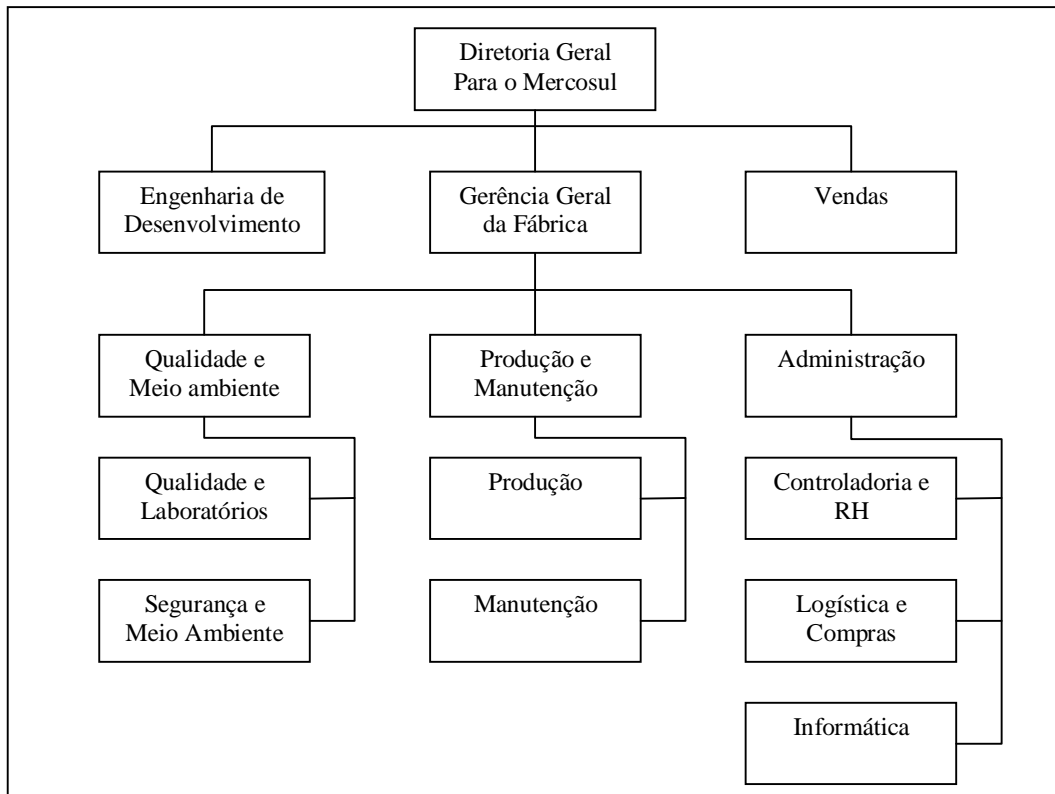 Diretoria Geral
Para o Mercosul
Engenharia de
Desenvolvimento
Gerência Geral
da Fábrica
Vendas
Qualidade e
Meio ambiente
Produção e
Manutenção
Administração
Qualidade e
Laboratórios
Produção
Controladoria e
RH
Segurança e
Meio Ambiente
Manutenção
Logística e
Compras
Informática